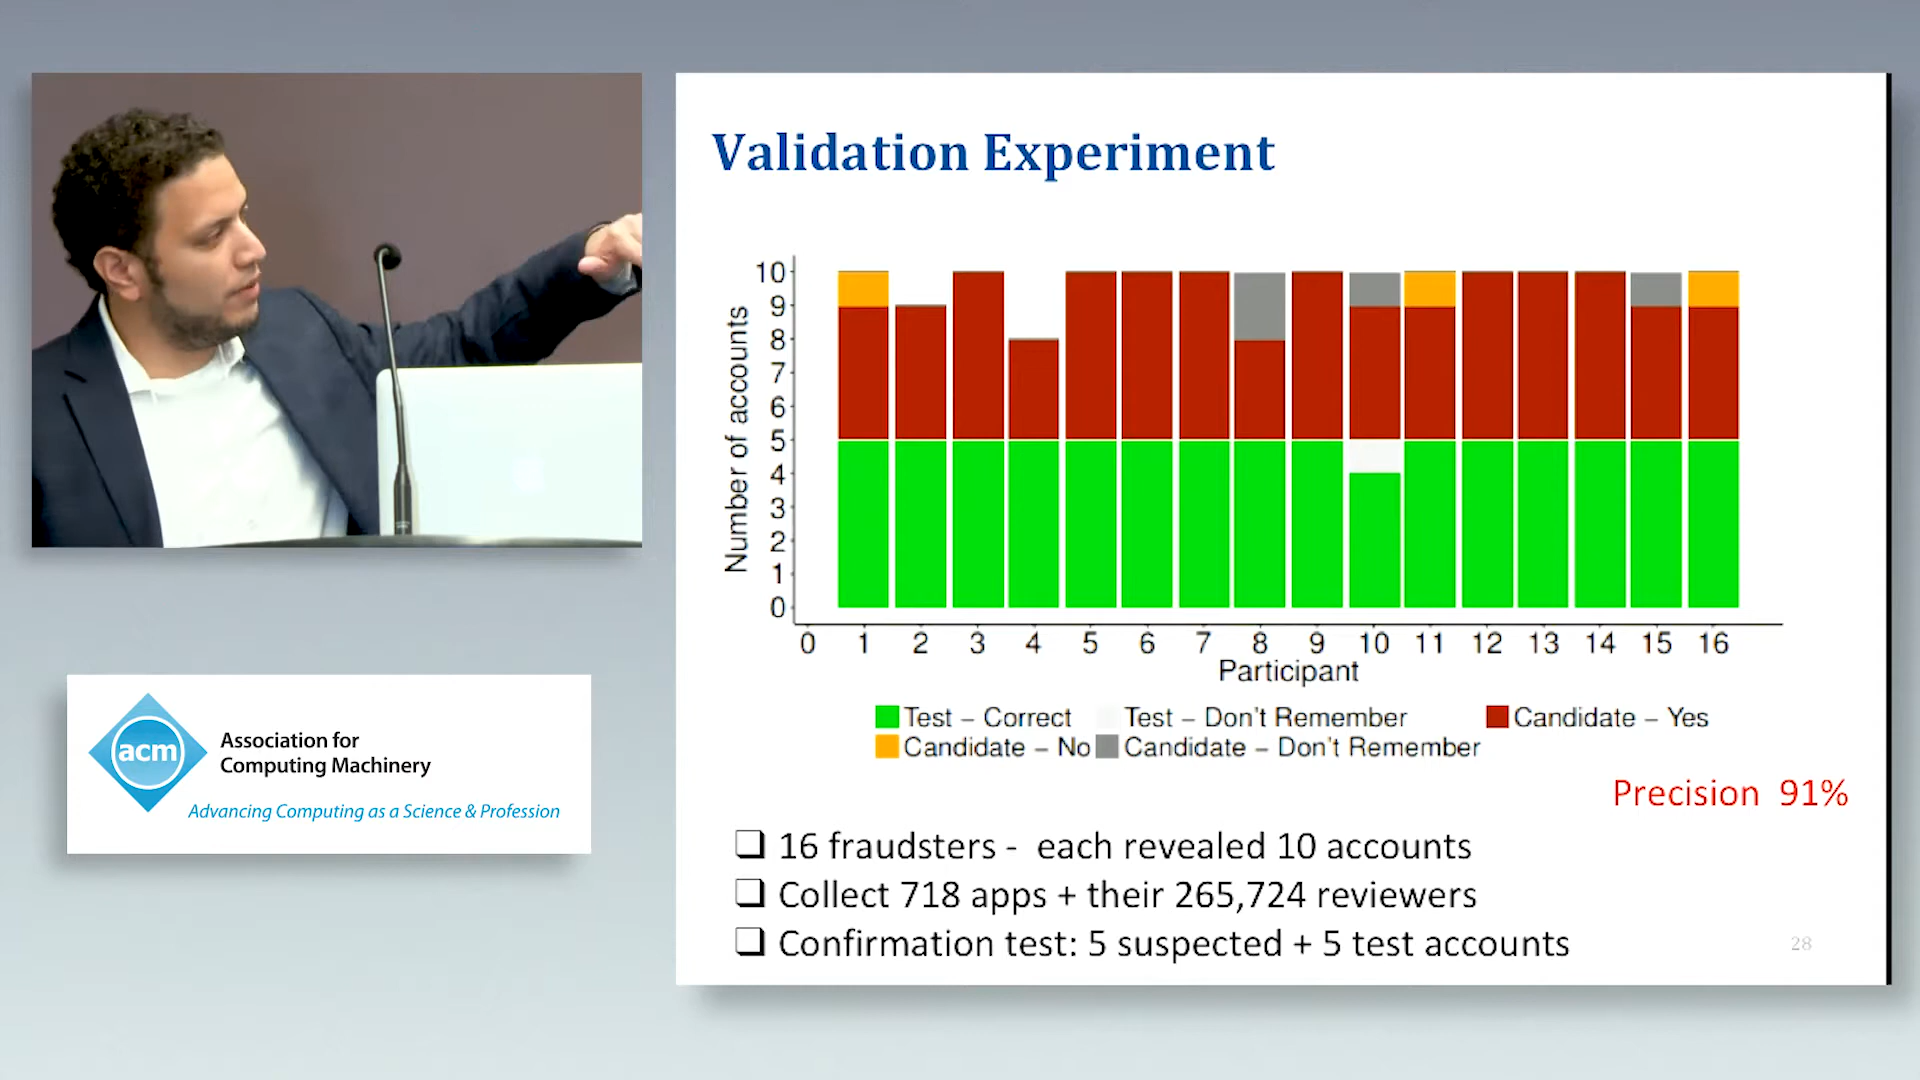 Validation Experiment
Number of accounts
10
9
8
7
6
5
4
3
2
1
0
0 1 2 3 4 5 6 7 8 9 10 11 12 13 14 15 16
Participant
Test – Correct Test – Don't Remember Candidate – Yes
Candidate – No Candidate – Don't Remember
Precision 91%
❑ 16 fraudsters - each revealed 10 accounts
❑ Collect 718 apps + their 265,724 reviewers
❑ Confirmation test: 5 suspected + 5 test accounts
28
acm
Association for
Computing Machinery
Advancing Computing as a Science & Profession